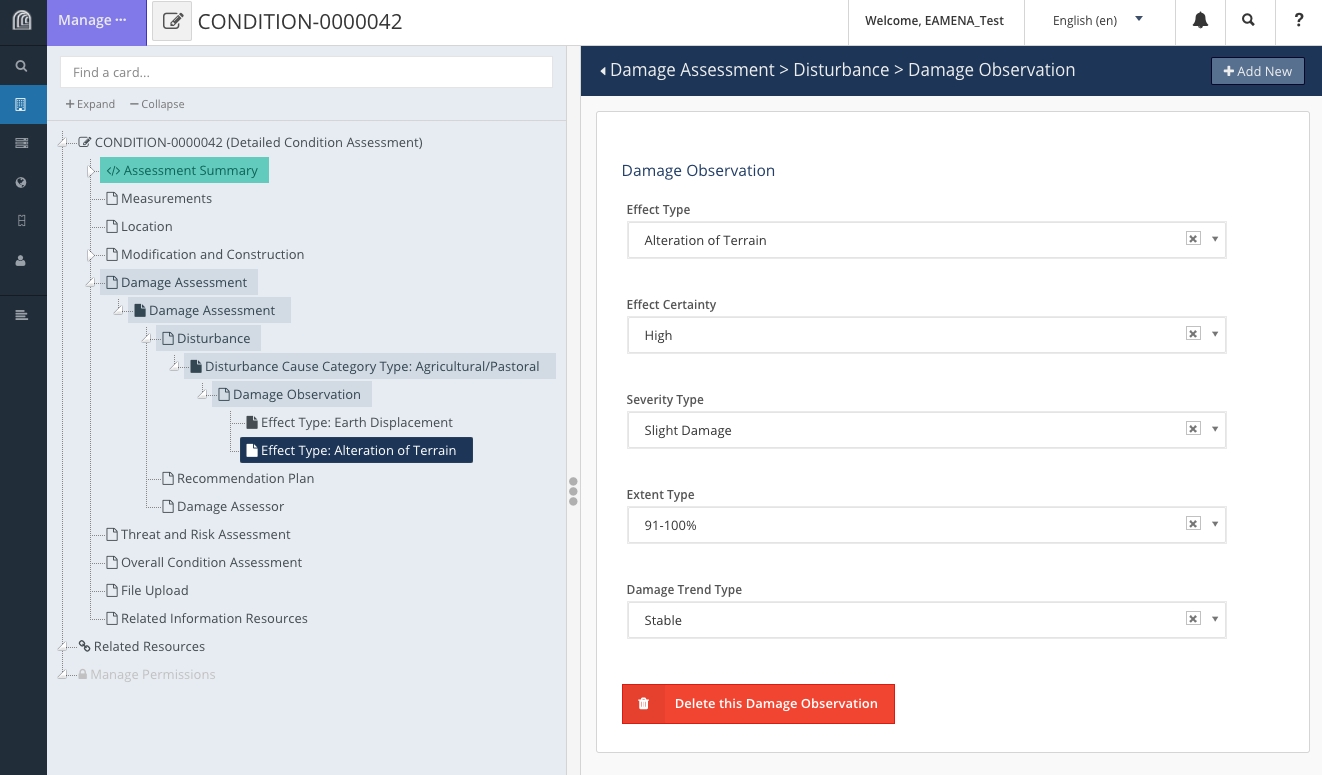 Manage ···
CONDITION-0000042
Welcome, EAMENA_Test
English (en)
?
Find a card...
+ Expand
− Collapse
CONDITION-0000042 (Detailed Condition Assessment)
</> Assessment Summary
Measurements
Location
Modification and Construction
Damage Assessment
Damage Assessment
Disturbance
Disturbance Cause Category Type: Agricultural/Pastoral
Damage Observation
Effect Type: Earth Displacement
Effect Type: Alteration of Terrain
Recommendation Plan
Damage Assessor
Threat and Risk Assessment
Overall Condition Assessment
File Upload
Related Information Resources
Related Resources
Manage Permissions
Damage Assessment > Disturbance > Damage Observation
+ Add New
Damage Observation
Effect Type
Alteration of Terrain
Effect Certainty
High
Severity Type
Slight Damage
Extent Type
91-100%
Damage Trend Type
Stable
Delete this Damage Observation